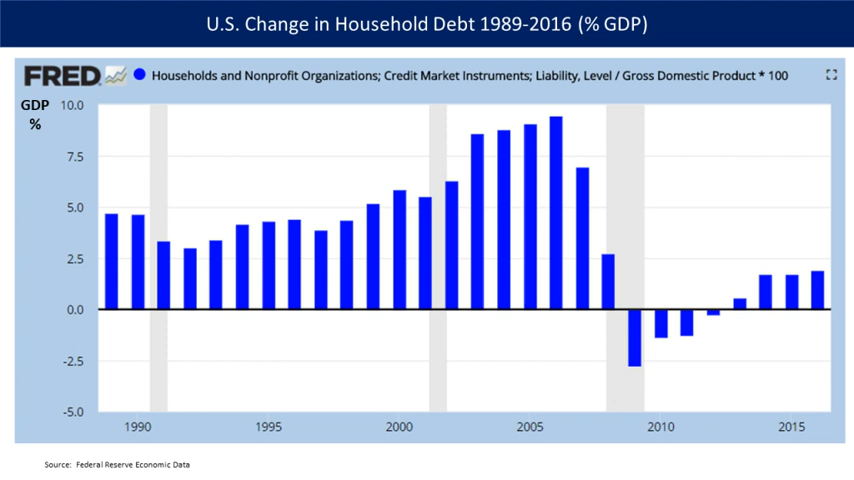 U.S. Change in Household Debt 1989-2016 (% GDP)
FRED
Households and Nonprofit Organizations; Credit Market Instruments; Liability, Level / Gross Domestic Product * 100
GDP
%
10.0
7.5
5.0
2.5
0.0
-2.5
-5.0
1990 1995 2000 2005 2010 2015
Source: Federal Reserve Economic Data